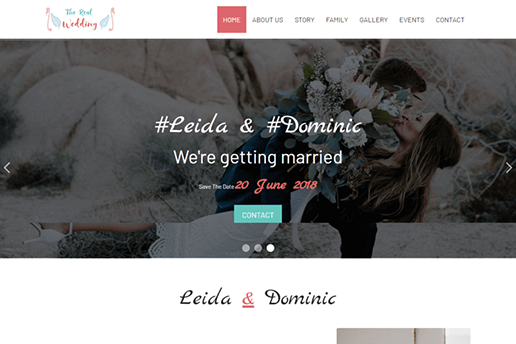 The Real
Wedding
HOME ABOUT US STORY FAMILY GALLERY EVENTS CONTACT
#Leida & #Dominic
We're getting married
Save The Date 20 June 2018
CONTACT
Leida & Dominic